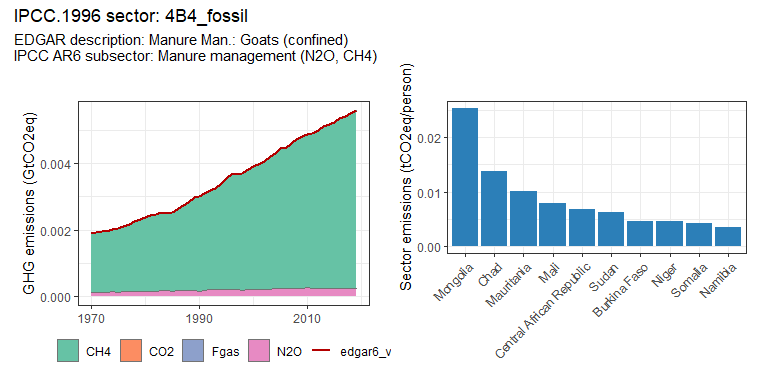 IPCC.1996 sector: 4B4_fossil
EDGAR description: Manure Man.: Goats (confined)
IPCC AR6 subsector: Manure management (N2O, CH4)
GHG emissions (GtCO2eq)
0.004
0.002
0.000
1970
1990
2010
CH4
CO2
Fgas
N2O
edgar6_v
Sector emissions (tCO2eq/person)
0.02
0.01
0.00
Mongolia
Chad
Mauritania
Mali
Central African Republic
Sudan
Burkina Faso
Niger
Somalia
Namibia